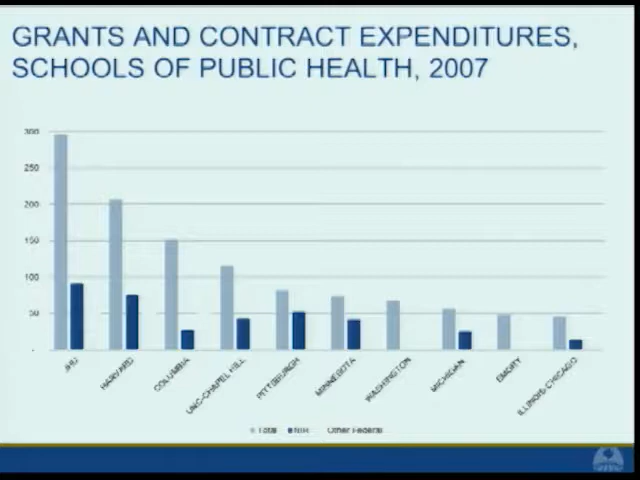 GRANTS AND CONTRACT EXPENDITURES,
SCHOOLS OF PUBLIC HEALTH, 2007
300
250
200
150
100
50
-
JHU
HARVARD
COLUMBIA
UNC-CHAPEL HILL
PITTSBURGH
MINNESOTA
WASHINGTON
MICHIGAN
EMORY
ILLINOIS-CHICAGO
Total NIH Other Federal